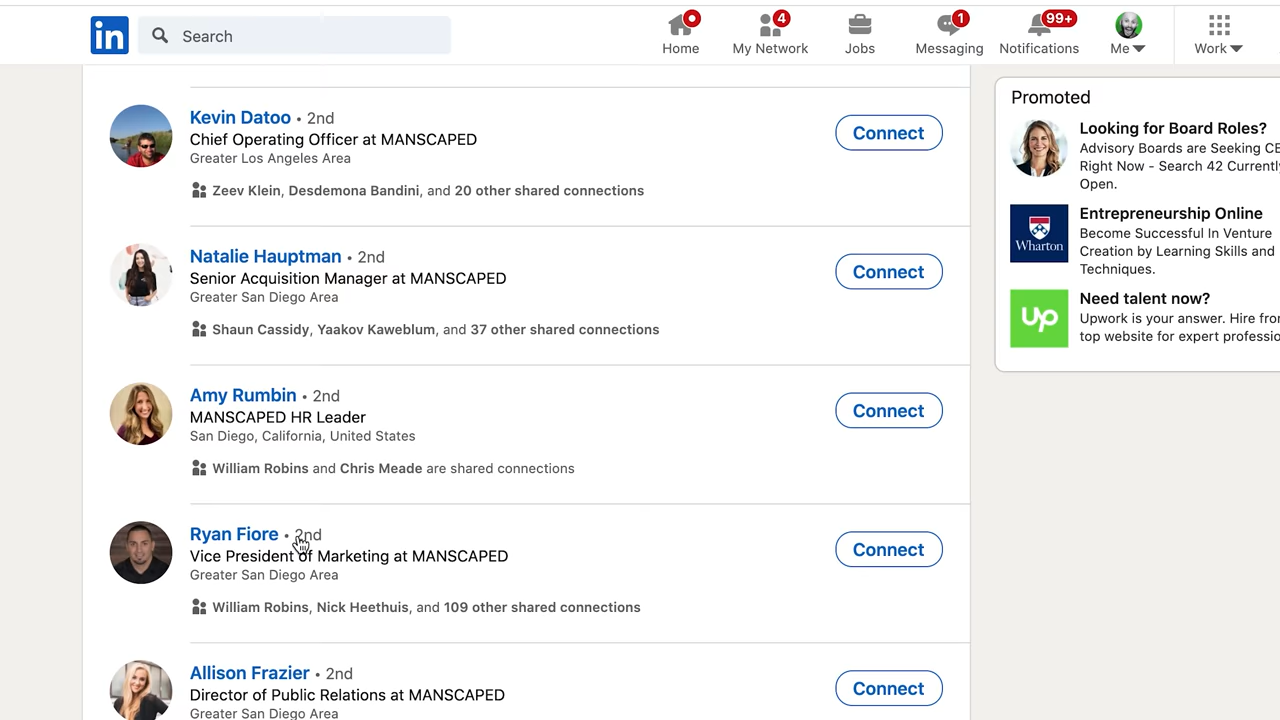 in
Search
Home
4
My Network
Jobs
1
Messaging
99+
Notifications
Me
Work
Kevin Datoo • 2nd
Chief Operating Officer at MANSCAPED
Greater Los Angeles Area
Zeev Klein, Desdemona Bandini, and 20 other shared connections
Connect
Natalie Hauptman • 2nd
Senior Acquisition Manager at MANSCAPED
Greater San Diego Area
Shaun Cassidy, Yaakov Kaweblum, and 37 other shared connections
Connect
Amy Rumbin • 2nd
MANSCAPED HR Leader
San Diego, California, United States
William Robins and Chris Meade are shared connections
Connect
Ryan Fiore • 2nd
Vice President of Marketing at MANSCAPED
Greater San Diego Area
William Robins, Nick Heethuis, and 109 other shared connections
Connect
Allison Frazier • 2nd
Director of Public Relations at MANSCAPED
Greater San Diego Area
Connect
Promoted
Looking for Board Roles?
Advisory Boards are Seeking CE
Right Now - Search 42 Currently
Open.
Wharton
Entrepreneurship Online
Become Successful In Venture
Creation by Learning Skills and
Techniques.
Up
Need talent now?
Upwork is your answer. Hire from
top website for expert professio